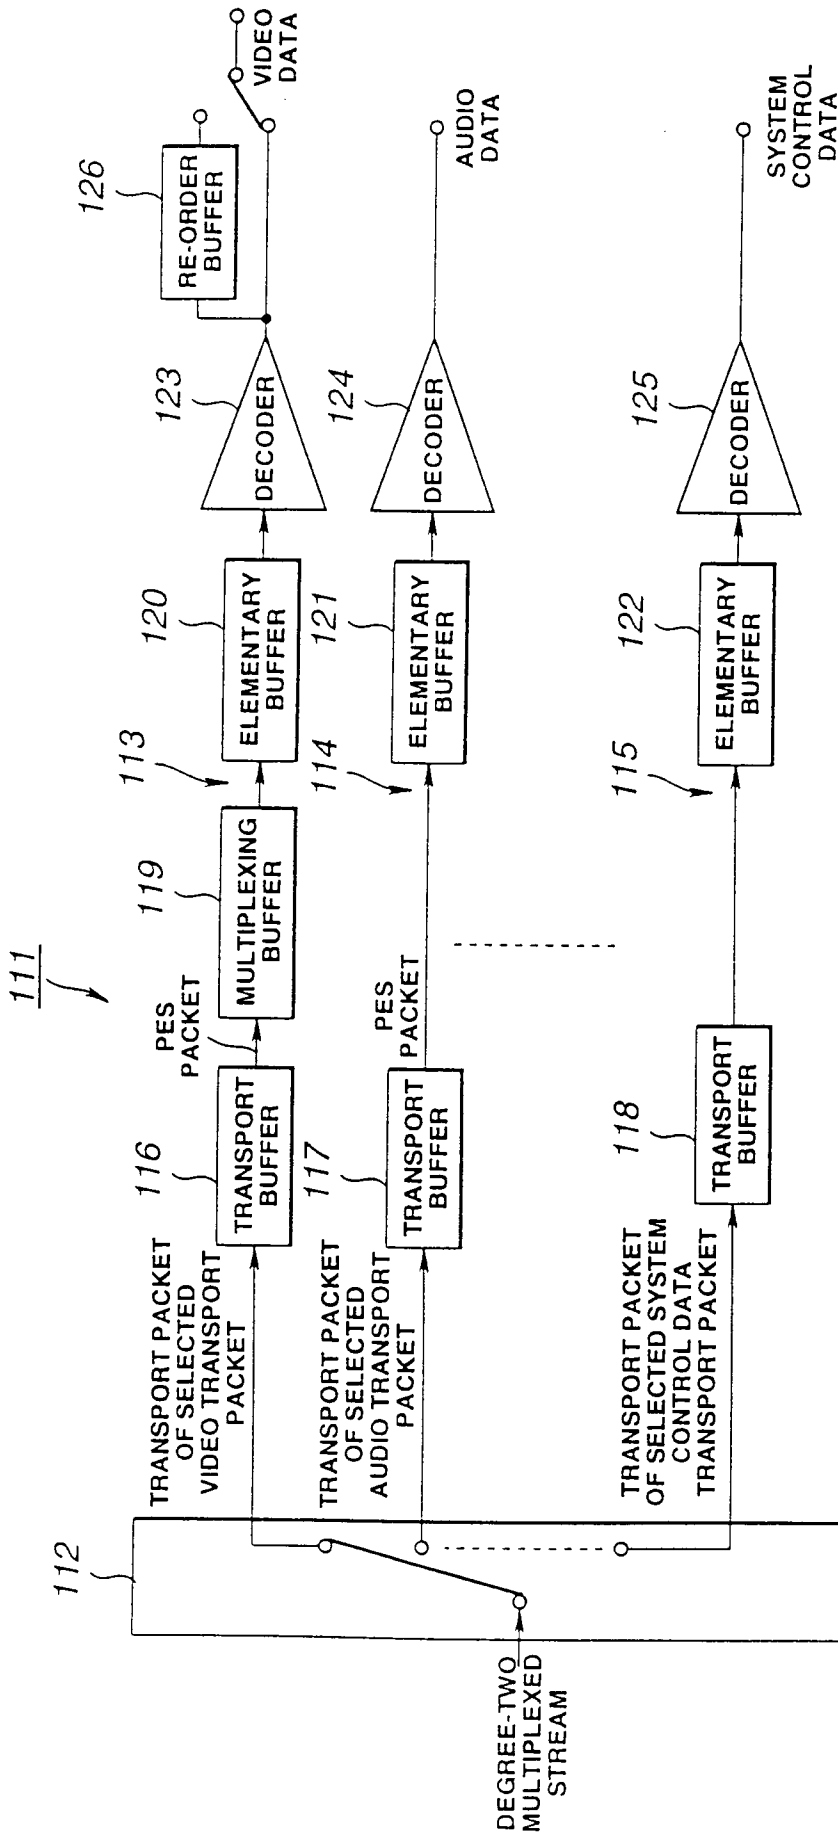 111
112
DEGREE-TWO
MULTIPLEXED
STREAM
TRANSPORT PACKET
OF SELECTED
VIDEO TRANSPORT
PACKET
116
TRANSPORT
BUFFER
PES
PACKET
119
MULTIPLEXING
BUFFER
113
120
ELEMENTARY
BUFFER
123
DECODER
126
RE-ORDER
BUFFER
VIDEO
DATA
TRANSPORT PACKET
OF SELECTED
AUDIO TRANSPORT
PACKET
117
TRANSPORT
BUFFER
PES
PACKET
114
121
ELEMENTARY
BUFFER
124
DECODER
AUDIO
DATA
TRANSPORT PACKET
OF SELECTED SYSTEM
CONTROL DATA
TRANSPORT PACKET
118
TRANSPORT
BUFFER
115
122
ELEMENTARY
BUFFER
125
DECODER
SYSTEM
CONTROL
DATA